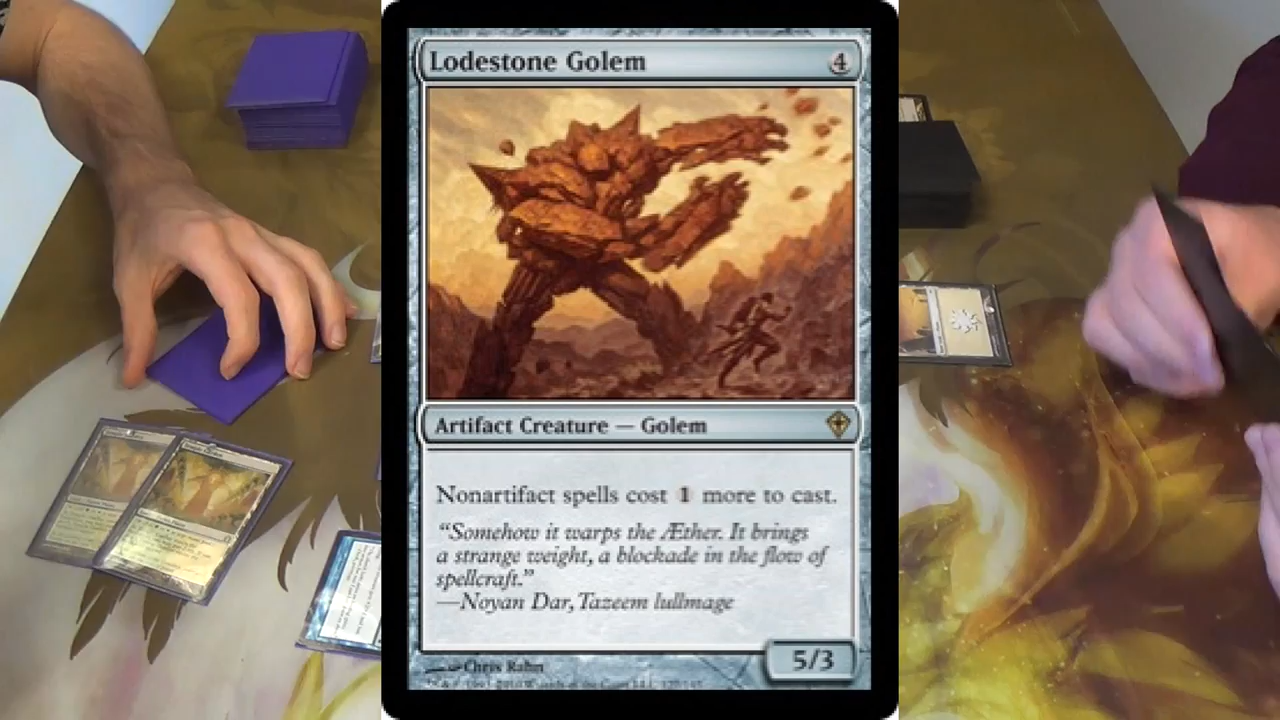 Lodestone Golem 4
Artifact Creature — Golem
Nonartifact spells cost 1 more to cast.
“Somehow it warps the Æther. It brings
a strange weight, a blockade in the flow of
spellcraft.”
—Noyan Dar, Tazeem lullmage
5/3
Chris Rahn